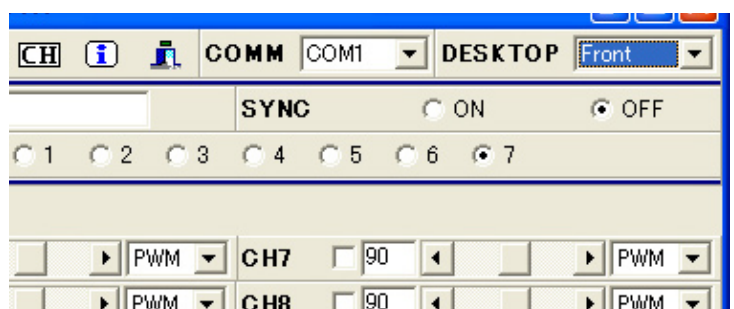 CH i COMM COM1 DESKTOP Front
SYNC ON OFF
1 2 3 4 5 6 7
PWM CH7 90 PWM
PWM CH8 90 PWM